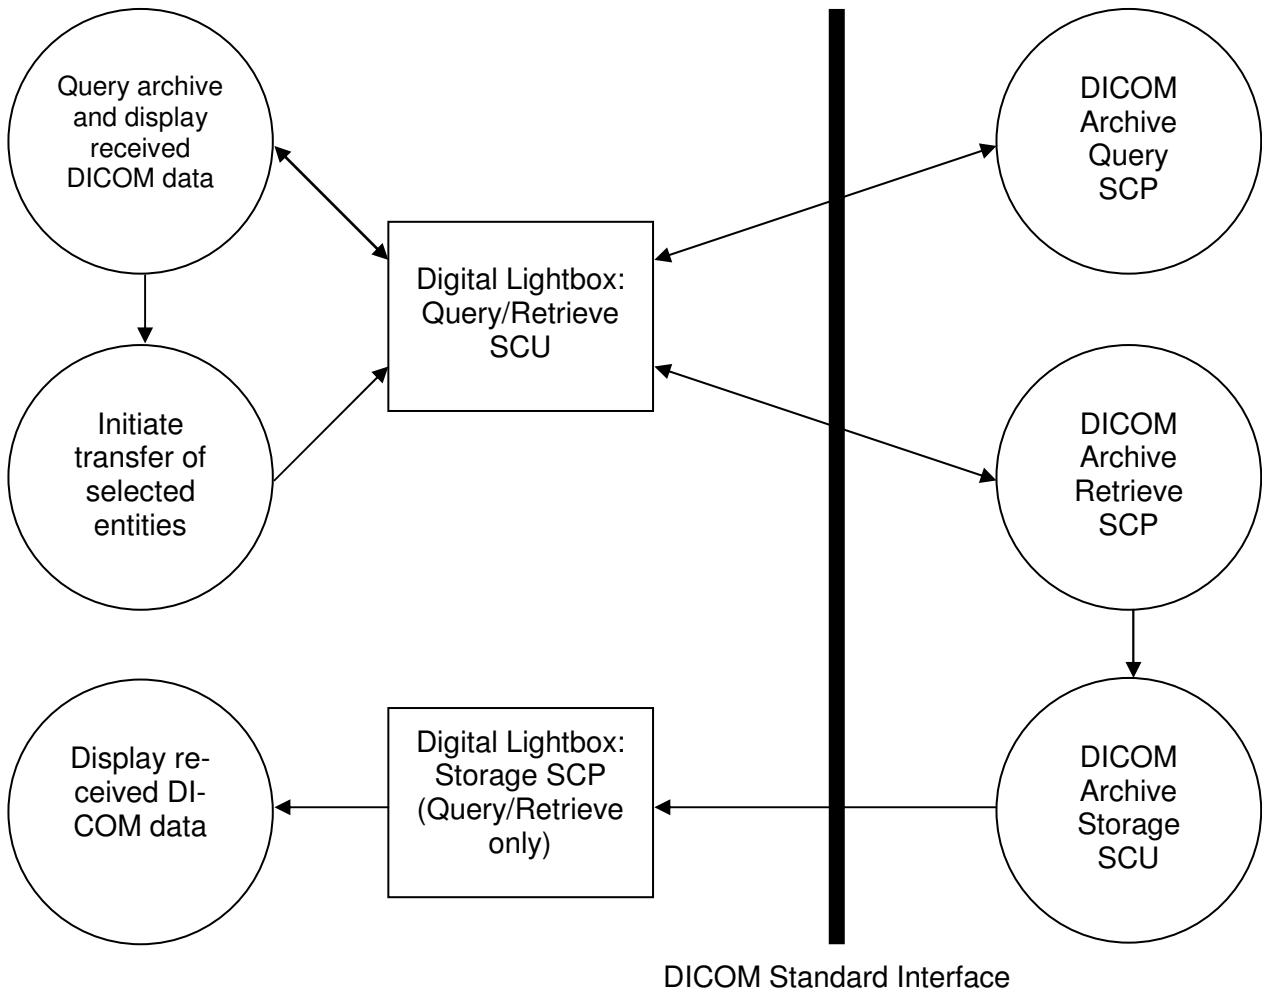 Query archive
and display
received
DICOM data
DICOM
Archive
Query
SCP
Digital Lightbox:
Query/Retrieve
SCU
Initiate
transfer of
selected
entities
DICOM
Archive
Retrieve
SCP
Display re-
ceived DI-
COM data
Digital Lightbox:
Storage SCP
(Query/Retrieve
only)
DICOM
Archive
Storage
SCU
DICOM Standard Interface